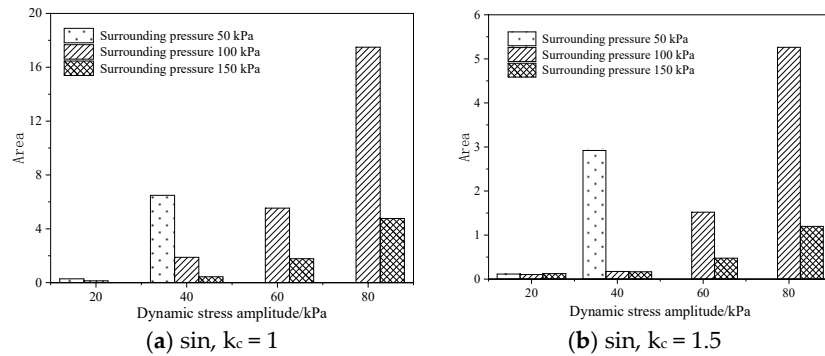 20
16
12
8
4
0
Area
Surrounding pressure 50 kPa
Surrounding pressure 100 kPa
Surrounding pressure 150 kPa
20 40 60 80
Dynamic stress amplitude/kPa
(a) sin, kc = 1
6
5
4
3
2
1
0
Area
Surrounding pressure 50 kPa
Surrounding pressure 100 kPa
Surrounding pressure 150 kPa
20 40 60 80
Dynamic stress amplitude/kPa
(b) sin, kc = 1.5